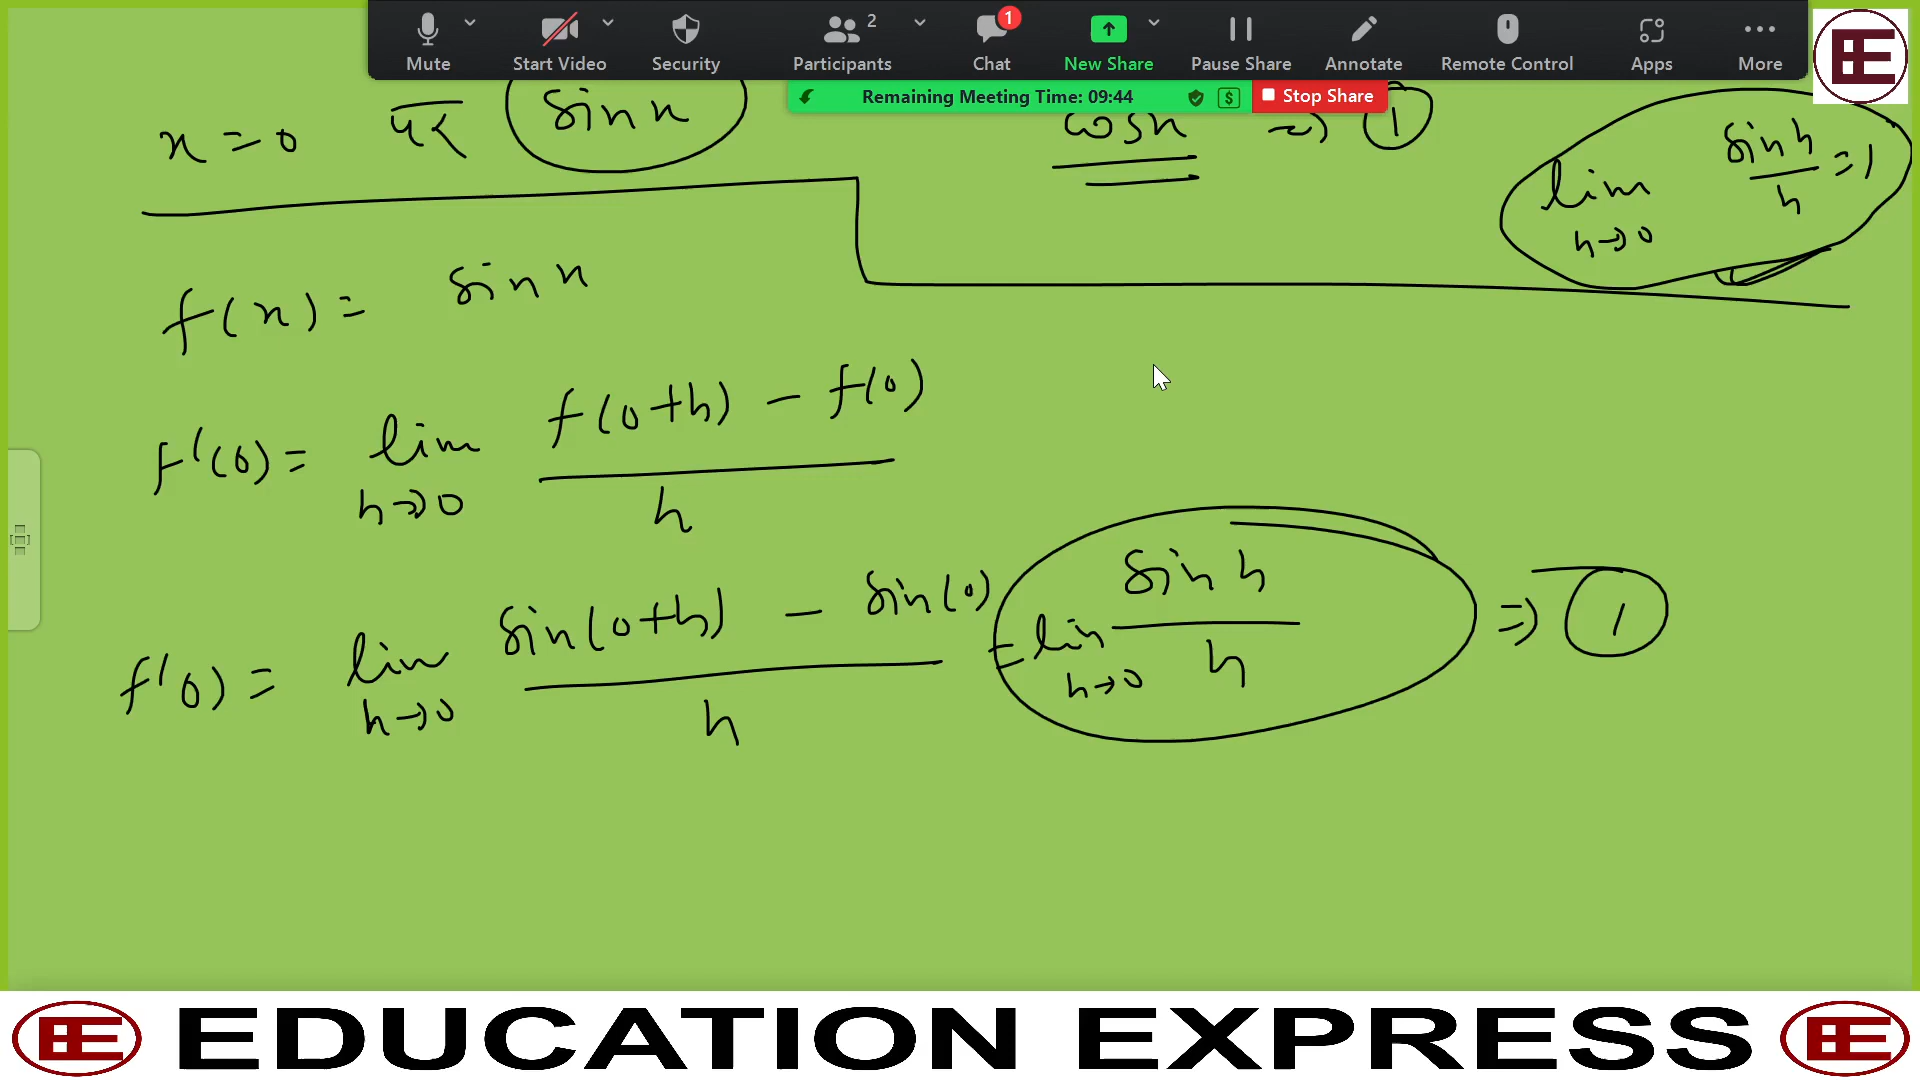 Mute Start Video Security Participants 2 Chat 1 New Share Pause Share Annotate Remote Control Apps More
Remaining Meeting Time: 09:44 Stop Share
x = 0 पर sin x cos x ⇒ 1
lim h→0 sin h / h = 1
f(x) = sin x
f'(0) = lim h→0 f(0+h) - f(0) / h
f'0) = lim h→0 sin(0+h) - sin(0) / h = lim h→0 sin h / h ⇒ 1
EDUCATION EXPRESS